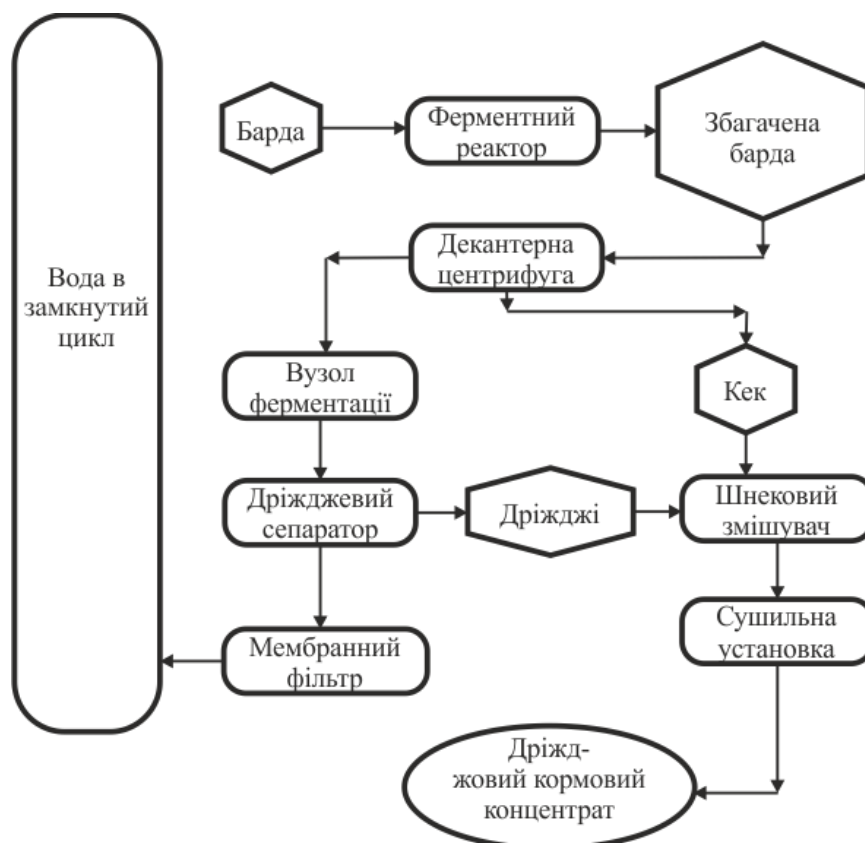 Барда
Ферментний
реактор
Збагачена
барда
Декантерна
центрифуга
Вода в
замкнутий
цикл
Вузол
ферментації
Кек
Дріжджевий
сепаратор
Дріжджі
Шнековий
змішувач
Мембранний
фільтр
Сушильна
установка
Дріжд-
жовий кормовий
концентрат